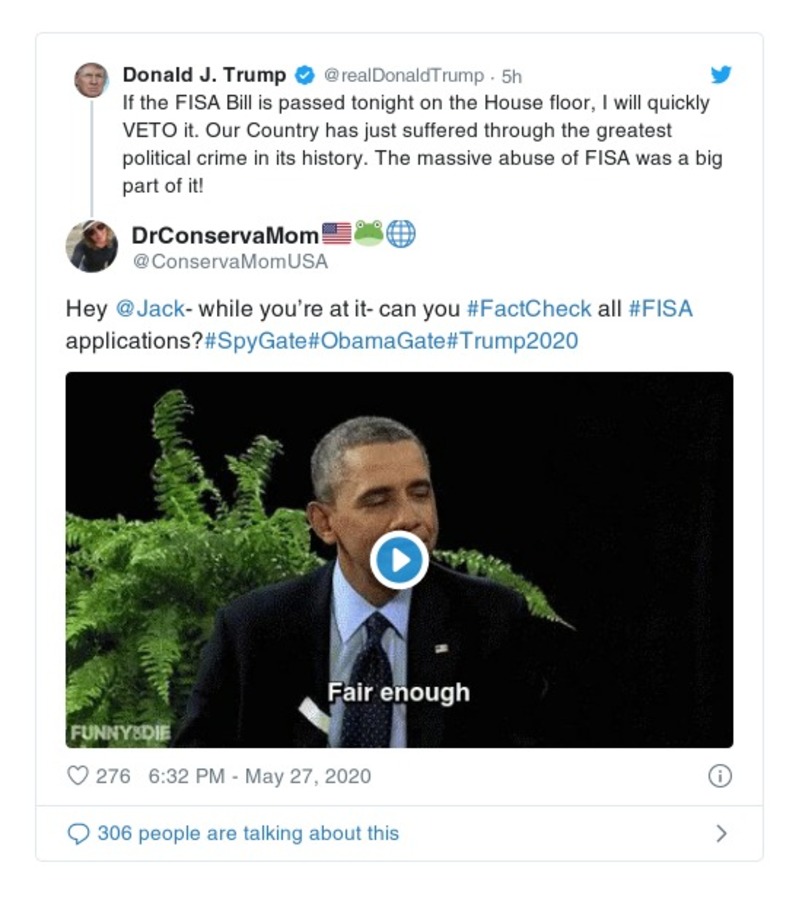 Donald J. Trump @realDonaldTrump · 5h
If the FISA Bill is passed tonight on the House floor, I will quickly
VETO it. Our Country has just suffered through the greatest
political crime in its history. The massive abuse of FISA was a big
part of it!
DrConservaMom🇺🇸🐸🌐
@ConservaMomUSA
Hey @Jack- while you’re at it- can you #FactCheck all #FISA
applications?#SpyGate#ObamaGate#Trump2020
Fair enough
FUNNY OR DIE
276 6:32 PM - May 27, 2020
306 people are talking about this